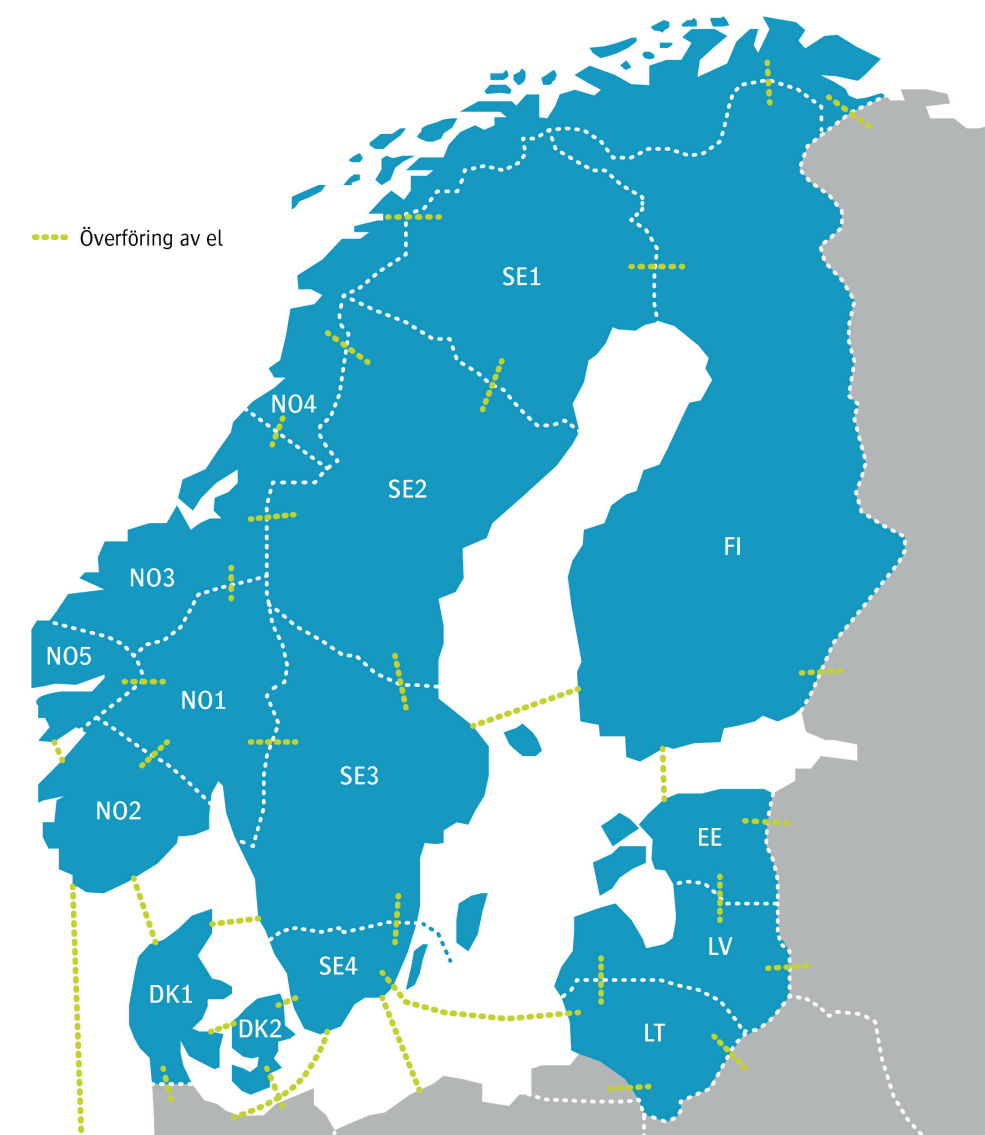 Överföring av el
SE1
NO4
SE2
FI
NO3
NO5
NO1
SE3
NO2
EE
LV
SE4
DK1
DK2
LT